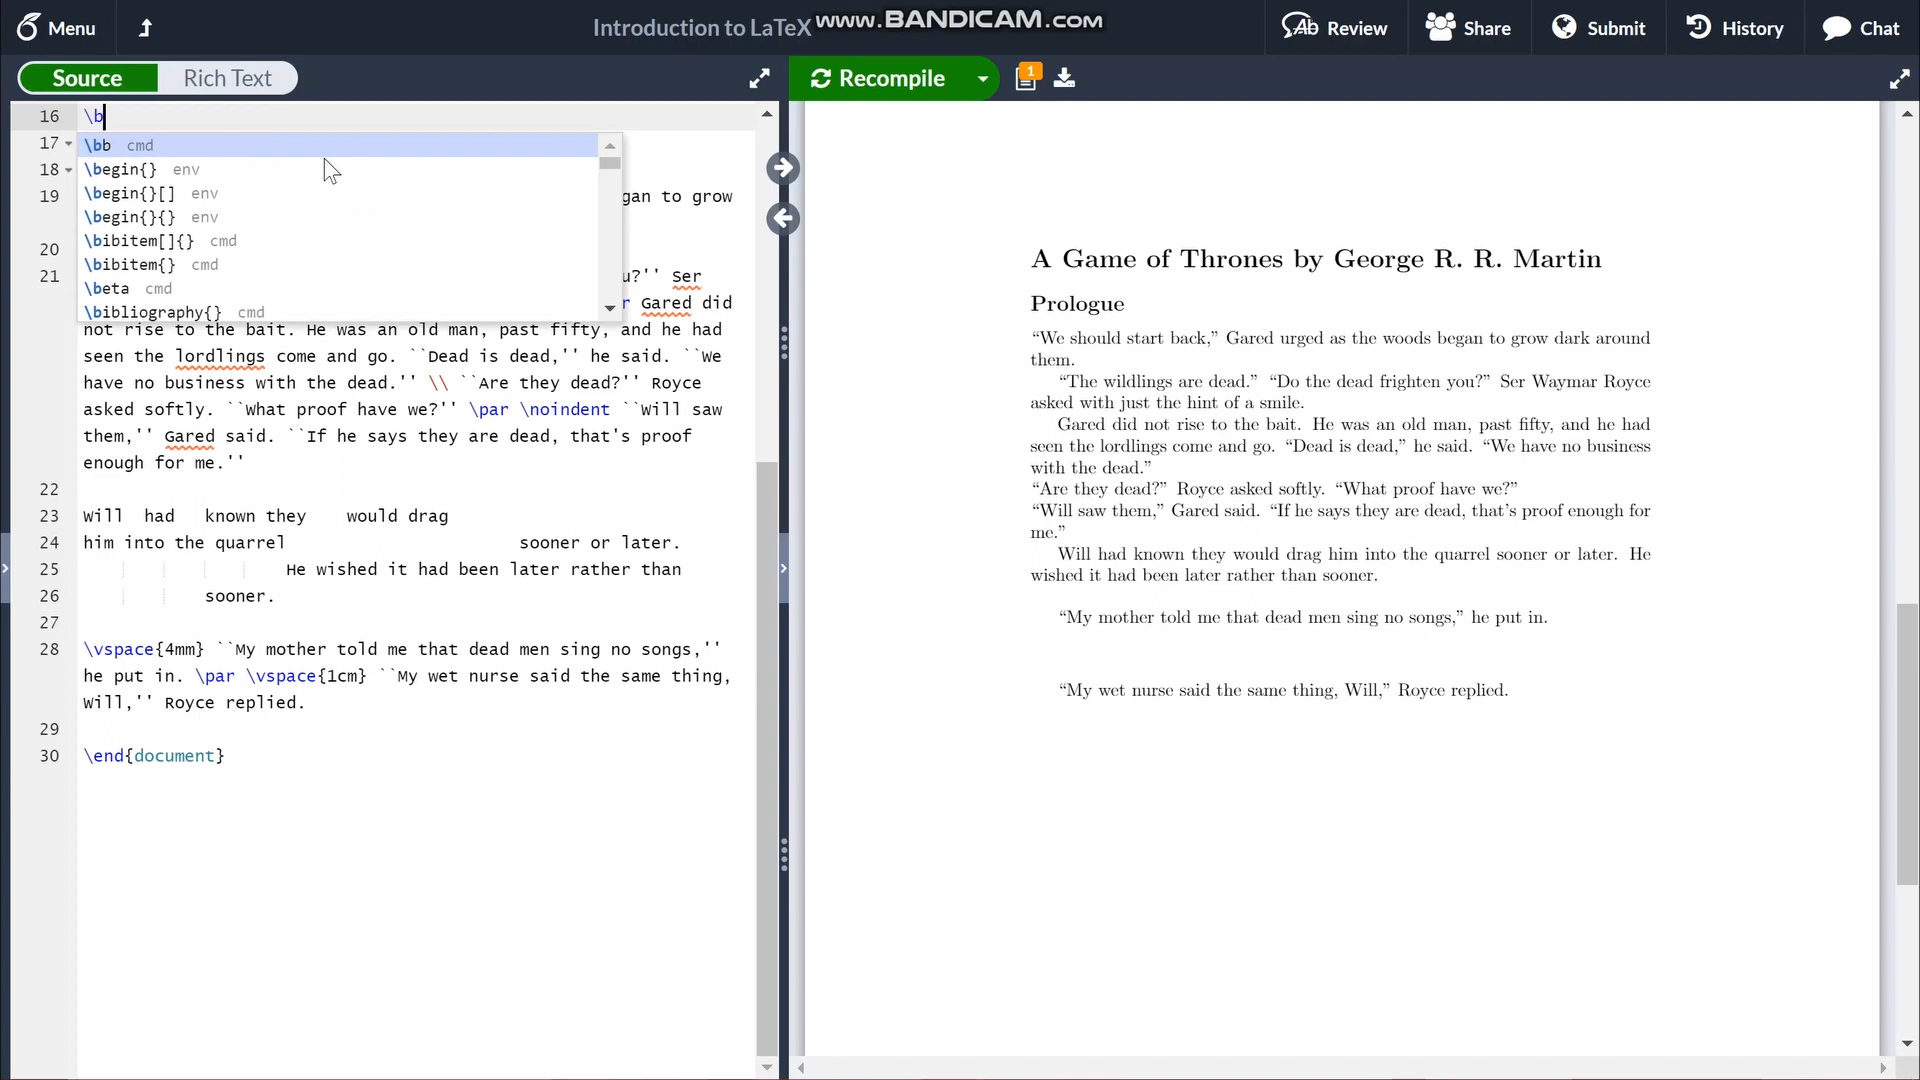 Menu
Introduction to LaTeX
www.BANDICAM.com
Review
Share
Submit
History
Chat
Source
Rich Text
Recompile
1
16 \b
\bb cmd
\begin{} env
\begin{}[] env
\begin{}{} env
\bibitem[]{} cmd
\bibitem{} cmd
\beta cmd
\bibliography{} cmd
17
18
19 gan to grow
20
21 u?'' Ser
r Gared did
not rise to the bait. He was an old man, past fifty, and he had
seen the lordlings come and go. ``Dead is dead,'' he said. ``We
have no business with the dead.'' \\ ``Are they dead?'' Royce
asked softly. ``What proof have we?'' \par \noindent ``Will saw
them,'' Gared said. ``If he says they are dead, that's proof
enough for me.''
22
23 Will had known they would drag
24 him into the quarrel sooner or later.
25 He wished it had been later rather than
26 sooner.
27
28 \vspace{4mm} ``My mother told me that dead men sing no songs,''
he put in. \par \vspace{1cm} ``My wet nurse said the same thing,
Will,'' Royce replied.
29
30 \end{document}
A Game of Thrones by George R. R. Martin
Prologue
“We should start back,” Gared urged as the woods began to grow dark around
them.
“The wildlings are dead.” “Do the dead frighten you?” Ser Waymar Royce
asked with just the hint of a smile.
Gared did not rise to the bait. He was an old man, past fifty, and he had
seen the lordlings come and go. “Dead is dead,” he said. “We have no business
with the dead.”
“Are they dead?” Royce asked softly. “What proof have we?”
“Will saw them,” Gared said. “If he says they are dead, that’s proof enough for
me.”
Will had known they would drag him into the quarrel sooner or later. He
wished it had been later rather than sooner.
“My mother told me that dead men sing no songs,” he put in.
“My wet nurse said the same thing, Will,” Royce replied.